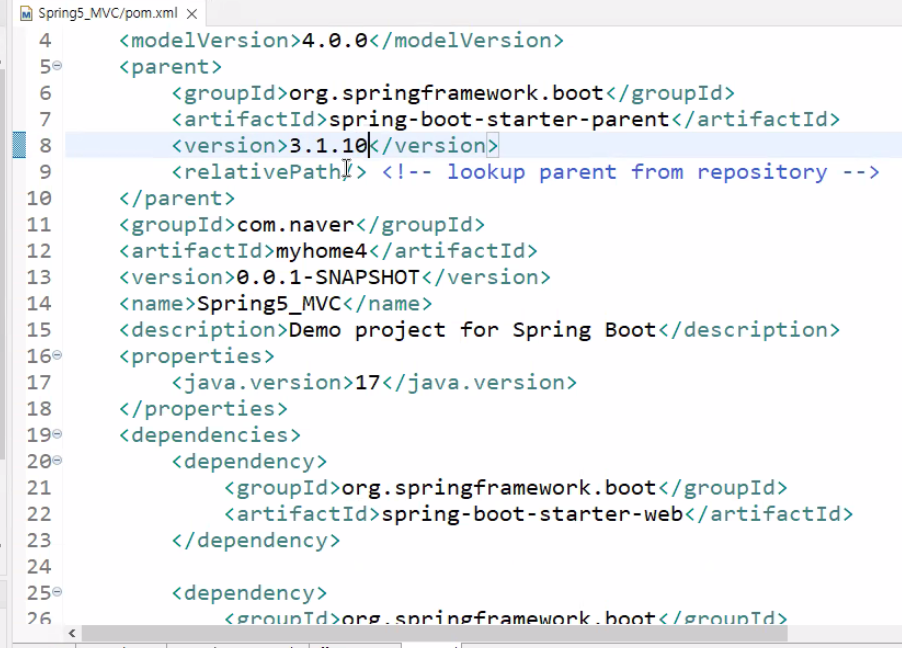 Spring5_MVC/pom.xml
4 <modelVersion>4.0.0</modelVersion>
5 <parent>
6 <groupId>org.springframework.boot</groupId>
7 <artifactId>spring-boot-starter-parent</artifactId>
8 <version>3.1.10</version>
9 <relativePath/> <!-- lookup parent from repository -->
10 </parent>
11 <groupId>com.naver</groupId>
12 <artifactId>myhome4</artifactId>
13 <version>0.0.1-SNAPSHOT</version>
14 <name>Spring5_MVC</name>
15 <description>Demo project for Spring Boot</description>
16 <properties>
17 <java.version>17</java.version>
18 </properties>
19 <dependencies>
20 <dependency>
21 <groupId>org.springframework.boot</groupId>
22 <artifactId>spring-boot-starter-web</artifactId>
23 </dependency>
24
25 <dependency>
26 <groupId>org.springframework.boot</groupId>